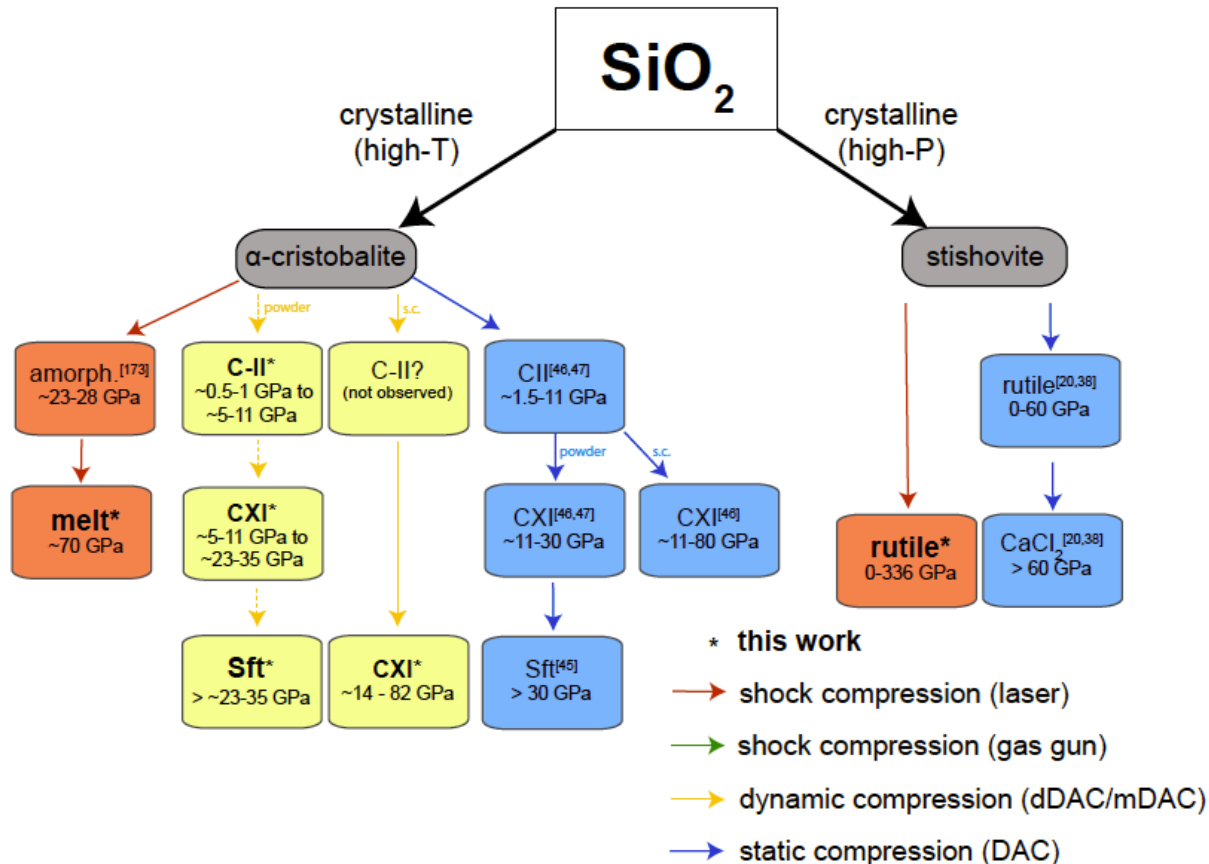 SiO2
crystalline
(high-T)
crystalline
(high-P)
α-cristobalite
stishovite
powder
s.c.
amorph.[173]
~23-28 GPa
C-II*
~0.5-1 GPa to
~5-11 GPa
C-II?
(not observed)
CII[46,47]
~1.5-11 GPa
rutile[20,38]
0-60 GPa
powder
s.c.
melt*
~70 GPa
CXI*
~5-11 GPa to
~23-35 GPa
CXI[46,47]
~11-30 GPa
CXI[46]
~11-80 GPa
rutile*
0-336 GPa
CaCl2[20,38]
> 60 GPa
Sft*
> ~23-35 GPa
CXI*
~14 - 82 GPa
Sft[45]
> 30 GPa
* this work
shock compression (laser)
shock compression (gas gun)
dynamic compression (dDAC/mDAC)
static compression (DAC)